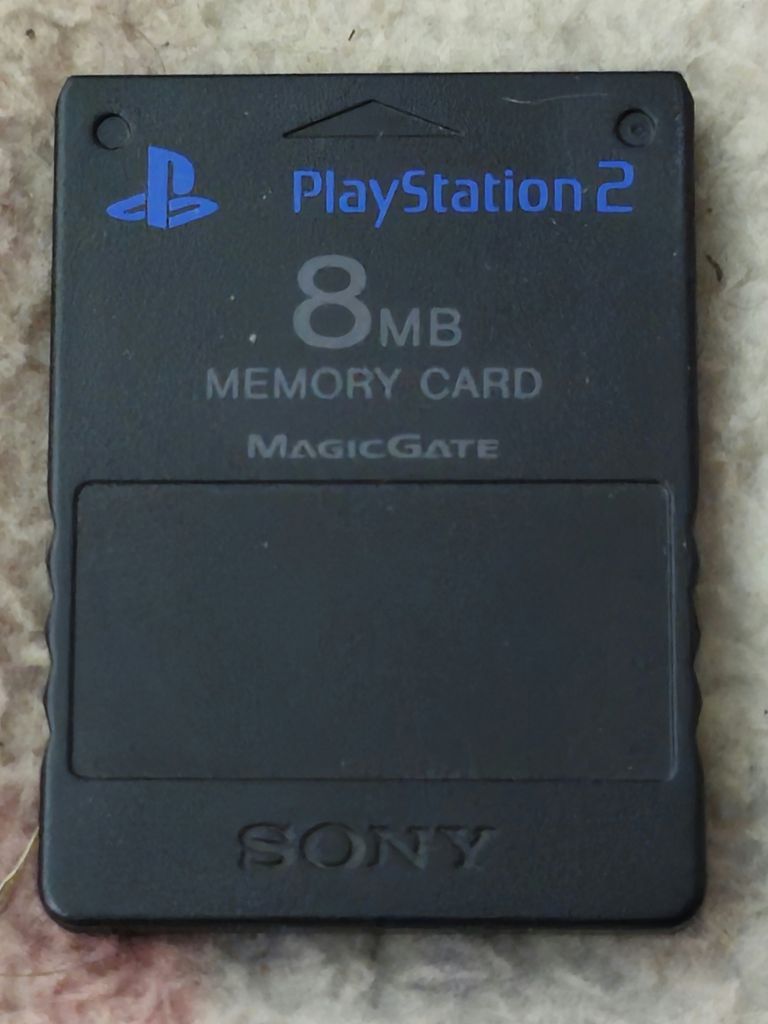 PlayStation 2
8MB
MEMORY CARD
MAGICGATE
SONY